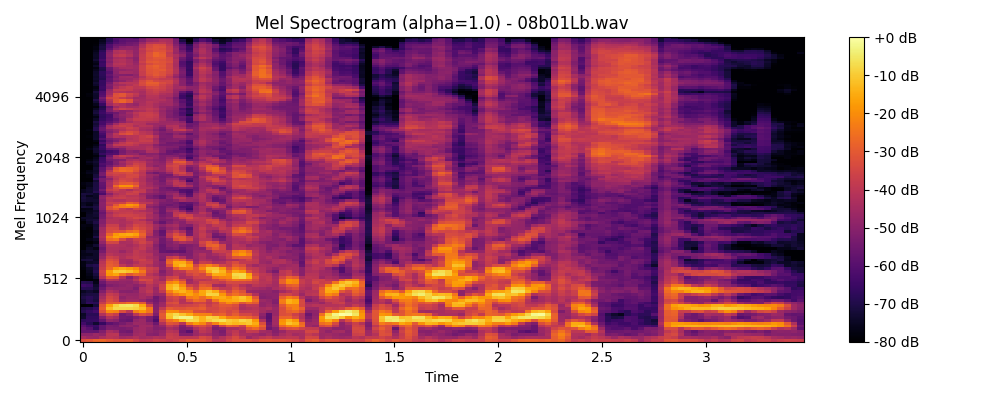 Mel Spectrogram (alpha=1.0) - 08b01Lb.wav
Mel Frequency
4096
2048
1024
512
0
0
0.5
1
1.5
2
2.5
3
Time
+0 dB
-10 dB
-20 dB
-30 dB
-40 dB
-50 dB
-60 dB
-70 dB
-80 dB